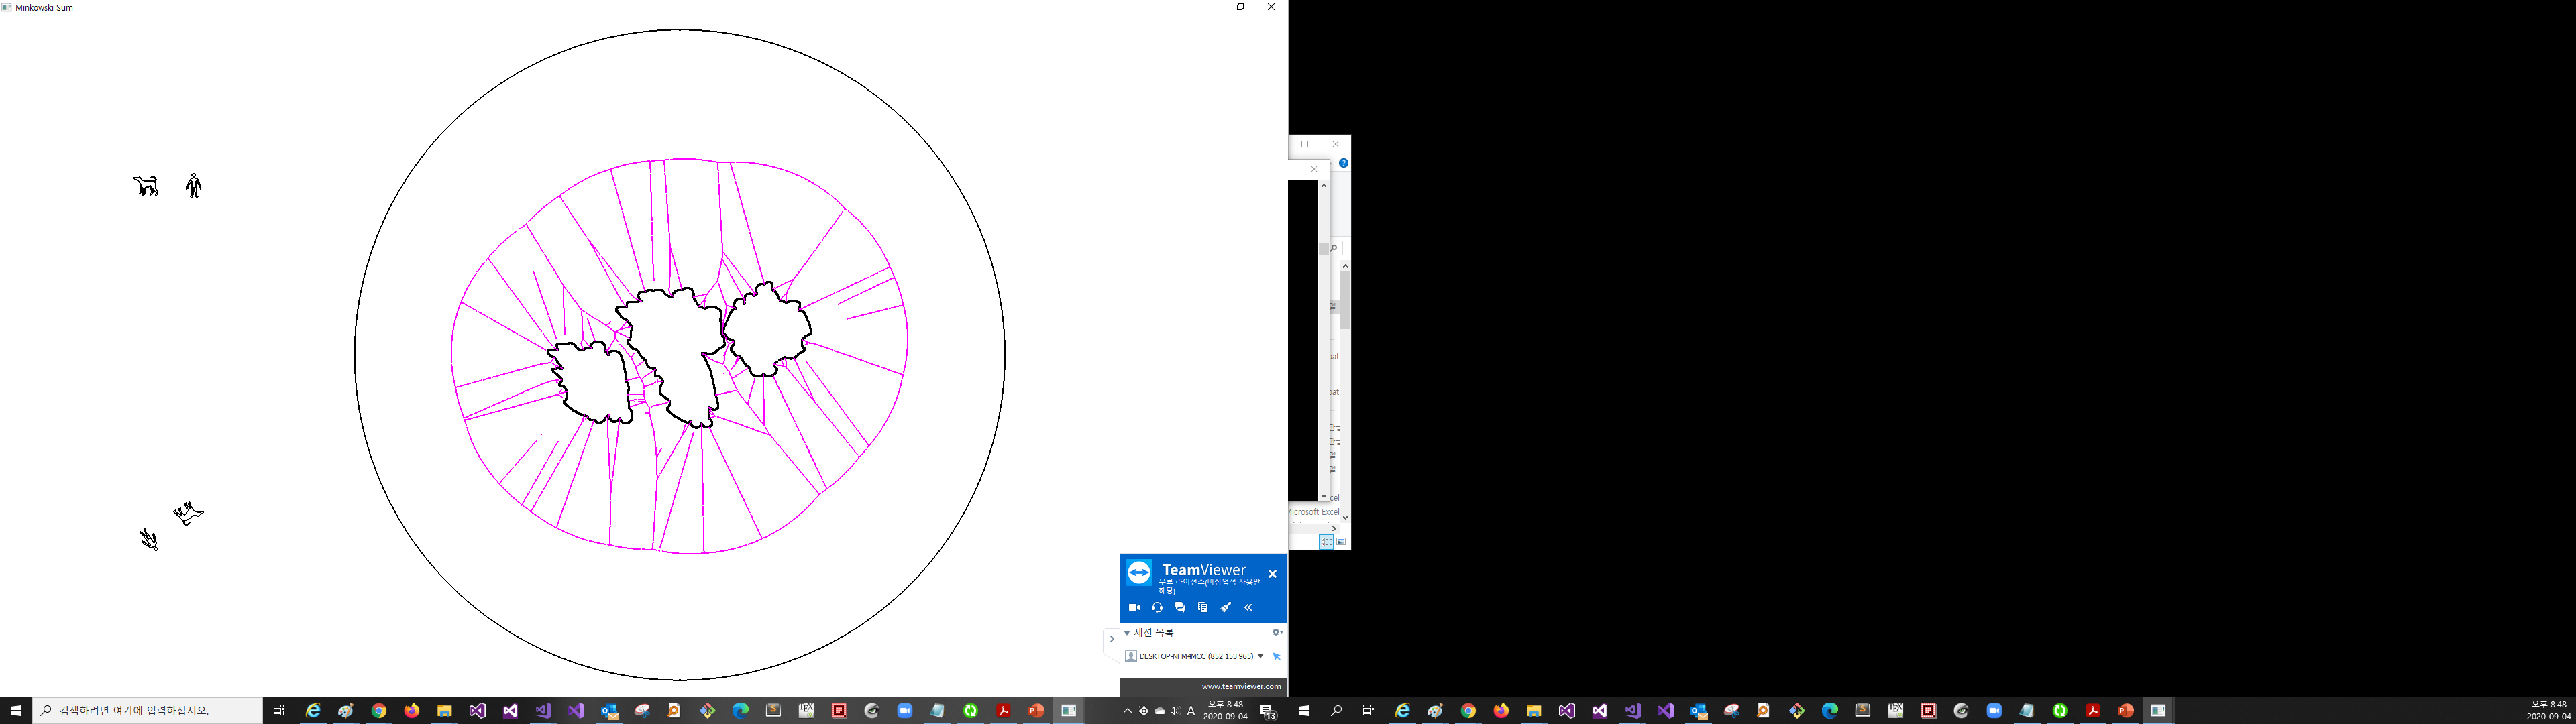 Minkowski Sum
TeamViewer
무료 라이선스(비상업적 사용만
해당)
세션 목록
DESKTOP-NFM4MCC (852 153 965)
www.teamviewer.com
Microsoft Excel
검색하려면 여기에 입력하십시오.
A
오후 8:48
2020-09-04
13
오후 8:48
2020-09-04